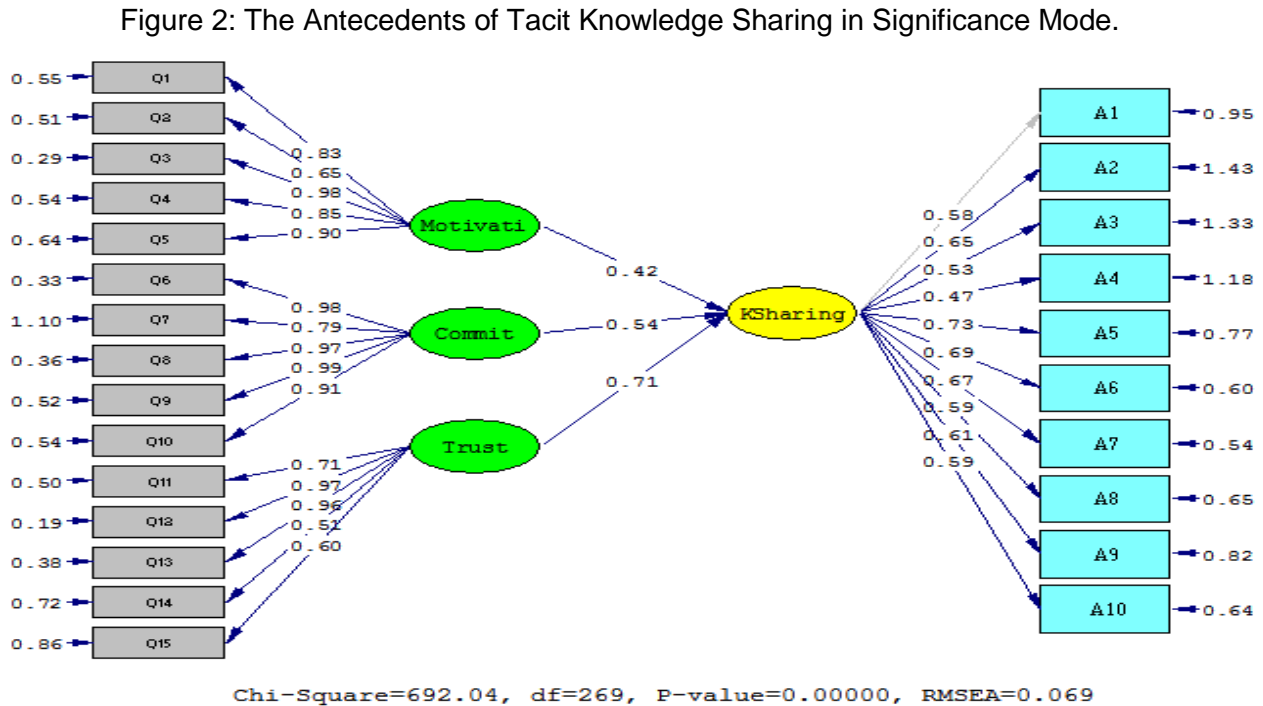 Figure 2: The Antecedents of Tacit Knowledge Sharing in Significance Mode.
0.55 Q1
0.51 Q2
0.29 Q3
0.54 Q4
0.64 Q5
0.33 Q6
1.10 Q7
0.36 Q8
0.52 Q9
0.54 Q10
0.50 Q11
0.19 Q12
0.38 Q13
0.72 Q14
0.86 Q15
0.83
0.65
0.98
0.85
0.90
0.98
0.79
0.97
0.99
0.91
0.71
0.97
0.96
0.51
0.60
Motivati
Commit
Trust
0.42
0.54
0.71
KSharing
0.58
0.65
0.53
0.47
0.73
0.69
0.67
0.59
0.61
0.59
A1 0.95
A2 1.43
A3 1.33
A4 1.18
A5 0.77
A6 0.60
A7 0.54
A8 0.65
A9 0.82
A10 0.64
Chi-Square=692.04, df=269, P-value=0.00000, RMSEA=0.069